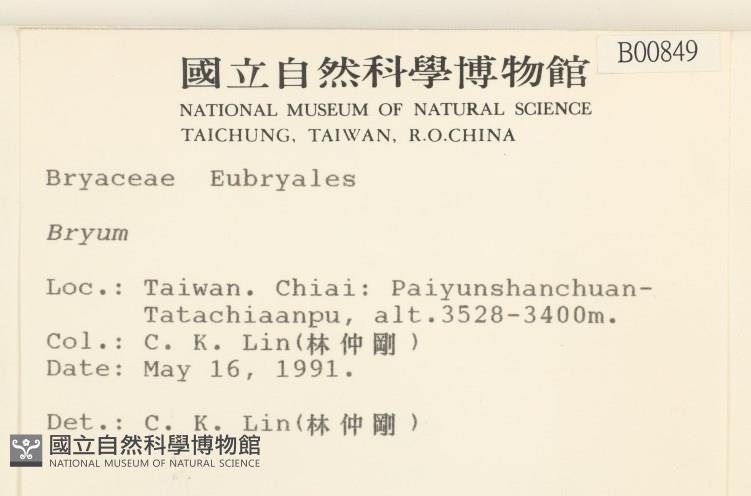 國立自然科學博物館
B00849
NATIONAL MUSEUM OF NATURAL SCIENCE
TAICHUNG, TAIWAN, R.O.CHINA
Bryaceae Eubryales
Bryum
Loc.: Taiwan. Chiai: Paiyunshanchuan-
Tatachiaanpu, alt.3528-3400m.
Col.: C. K. Lin(林仲剛)
Date: May 16, 1991.
Det.: C. K. Lin(林仲剛)
國立自然科學博物館
NATIONAL MUSEUM OF NATURAL SCIENCE